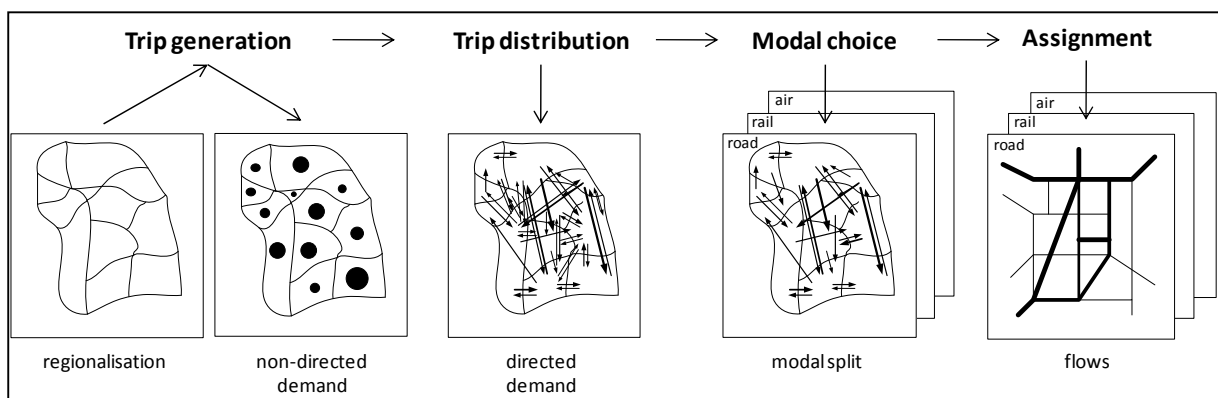 Trip generation
Trip distribution
Modal choice
Assignment
air
rail
road
air
rail
road
regionalisation
non-directed
demand
directed
demand
modal split
flows